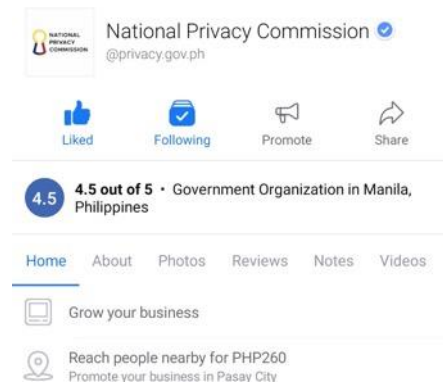 NATIONAL
PRIVACY
COMMISSION
National Privacy Commission
@privacy.gov.ph
Liked Following Promote Share
4.5
4.5 out of 5 • Government Organization in Manila,
Philippines
Home About Photos Reviews Notes Videos
Grow your business
Reach people nearby for PHP260
Promote your business in Pasay City